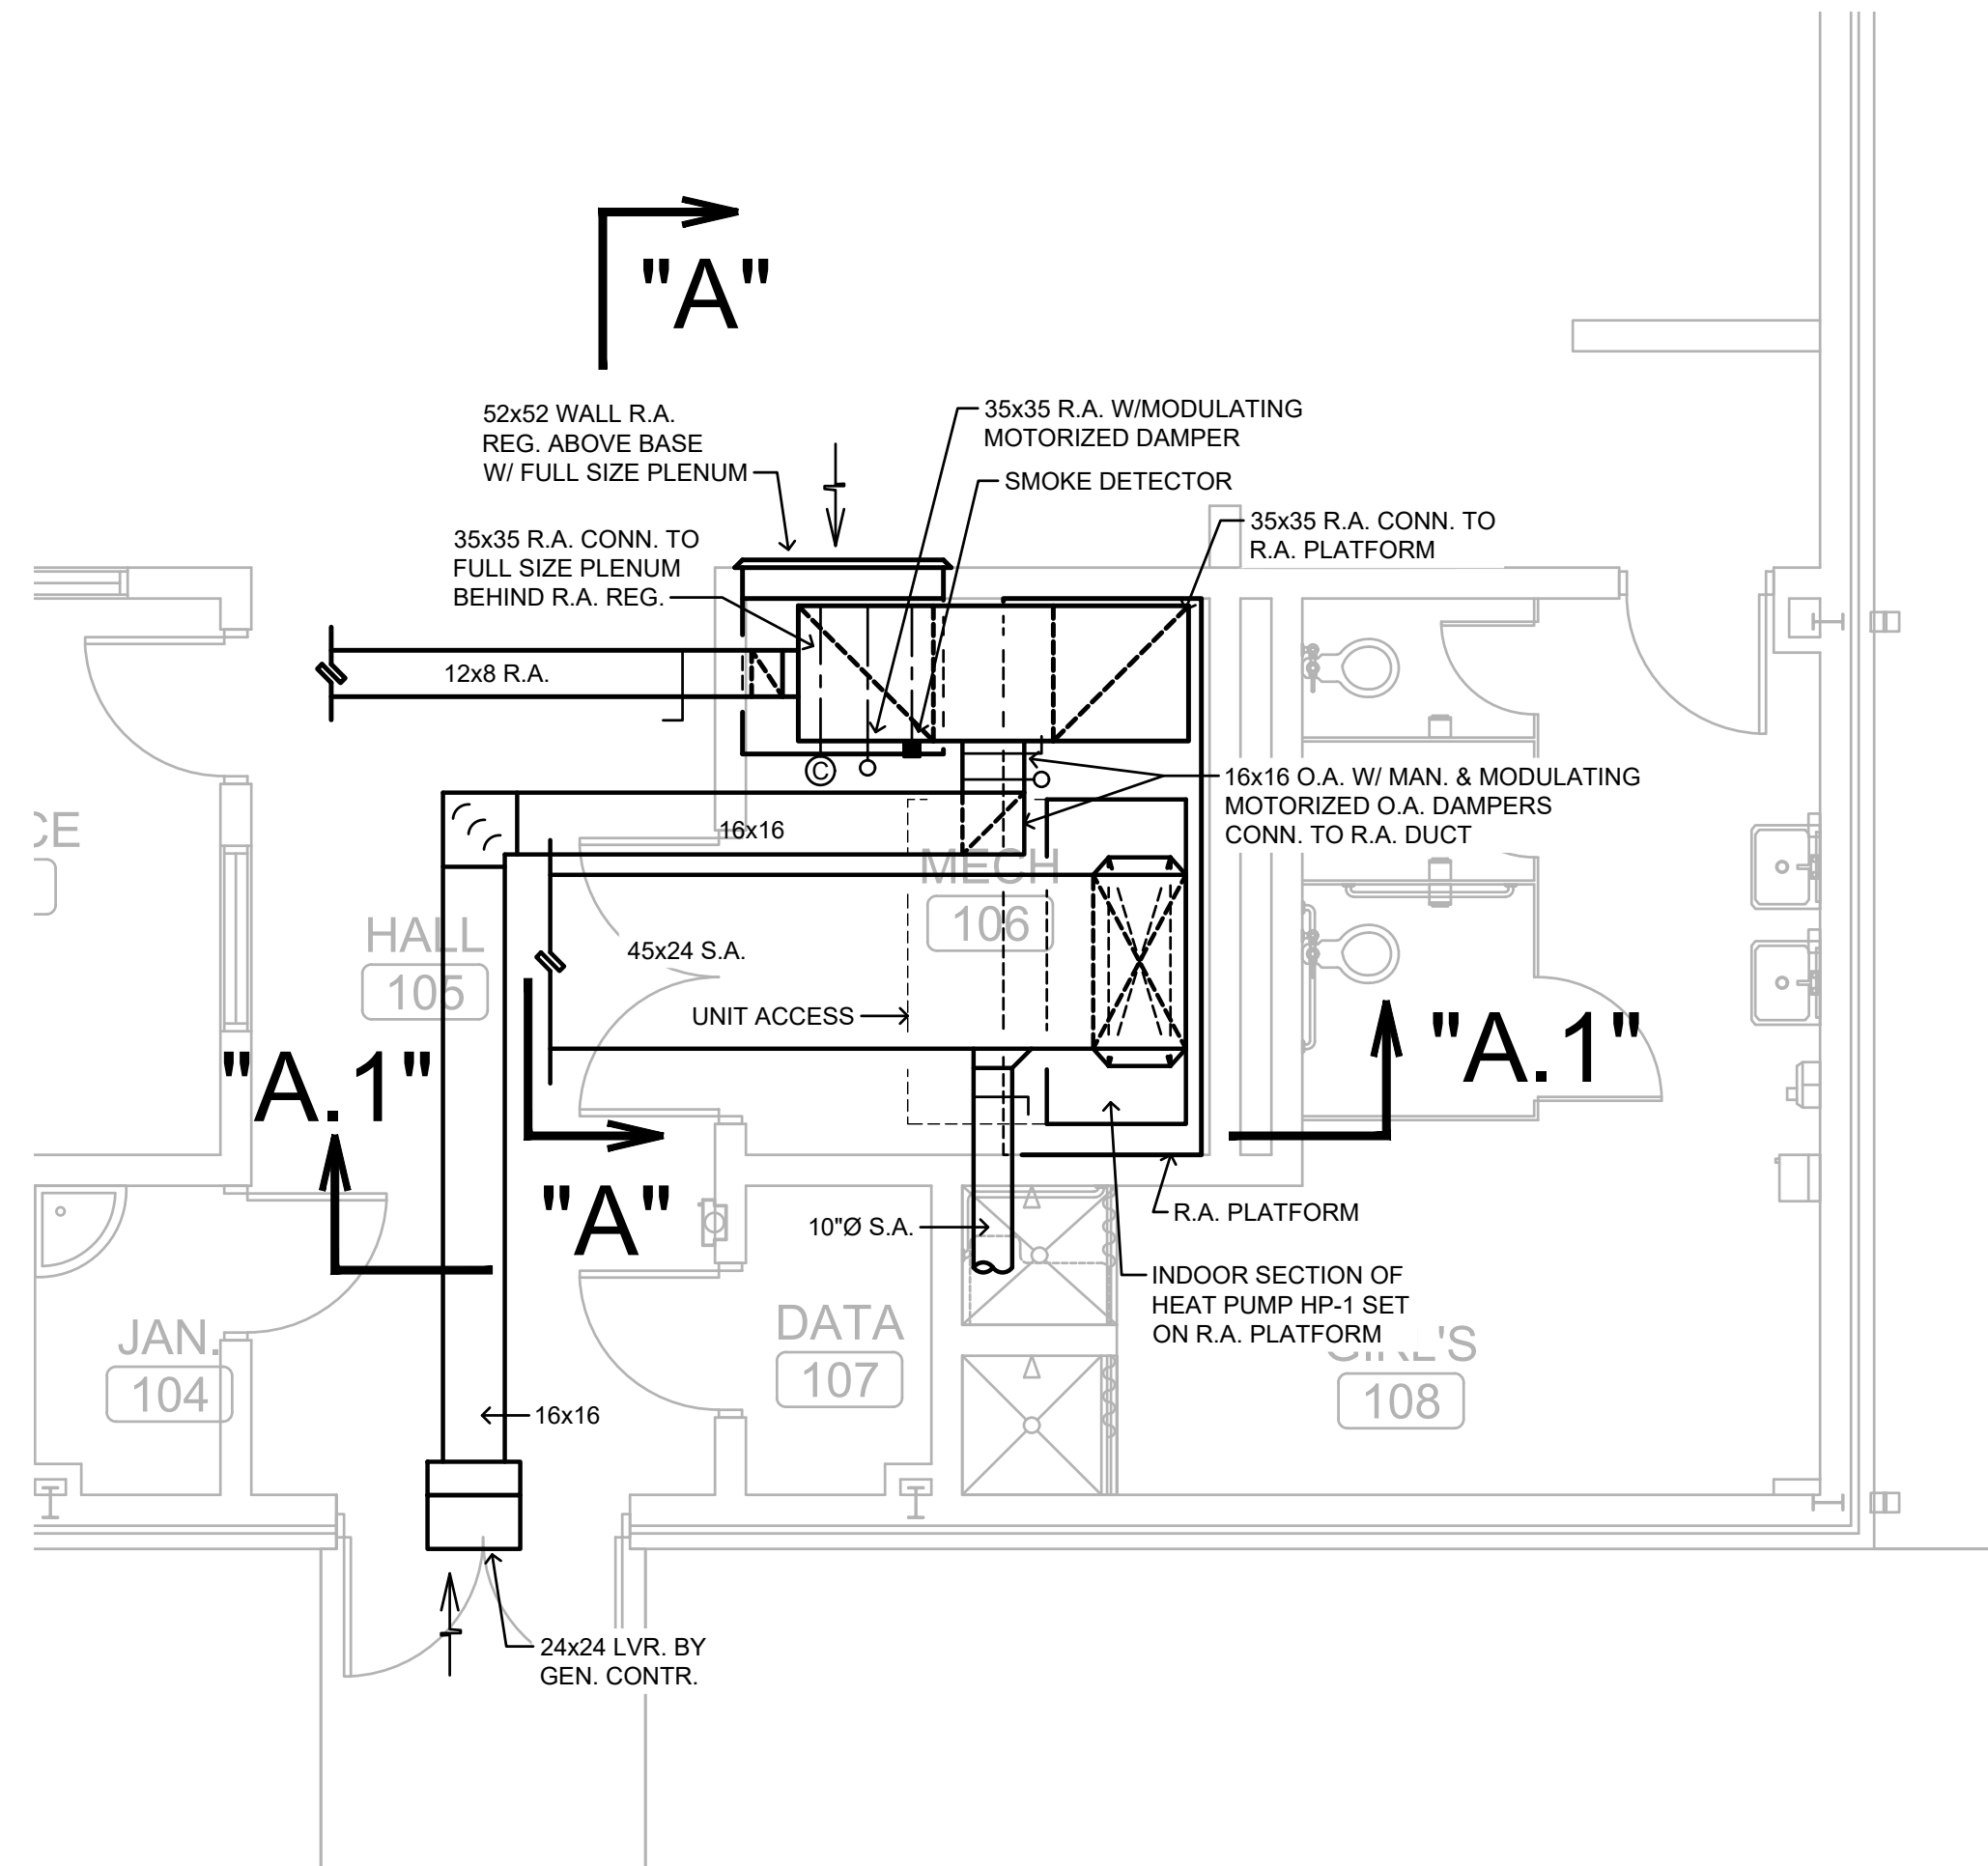 "A"
52x52 WALL R.A.
REG. ABOVE BASE
W/ FULL SIZE PLENUM
35x35 R.A. W/MODULATING
MOTORIZED DAMPER
SMOKE DETECTOR
35x35 R.A. CONN. TO
R.A. PLATFORM
35x35 R.A. CONN. TO
FULL SIZE PLENUM
BEHIND R.A. REG.
12x8 R.A.
C
16x16 O.A. W/ MAN. & MODULATING
MOTORIZED O.A. DAMPERS
CONN. TO R.A. DUCT
16x16
MECH
106
HALL
105
45x24 S.A.
UNIT ACCESS
"A.1"
"A.1"
"A"
10"Ø S.A.
R.A. PLATFORM
INDOOR SECTION OF
HEAT PUMP HP-1 SET
ON R.A. PLATFORM
JAN.
104
DATA
107
108
16x16
24x24 LVR. BY
GEN. CONTR.